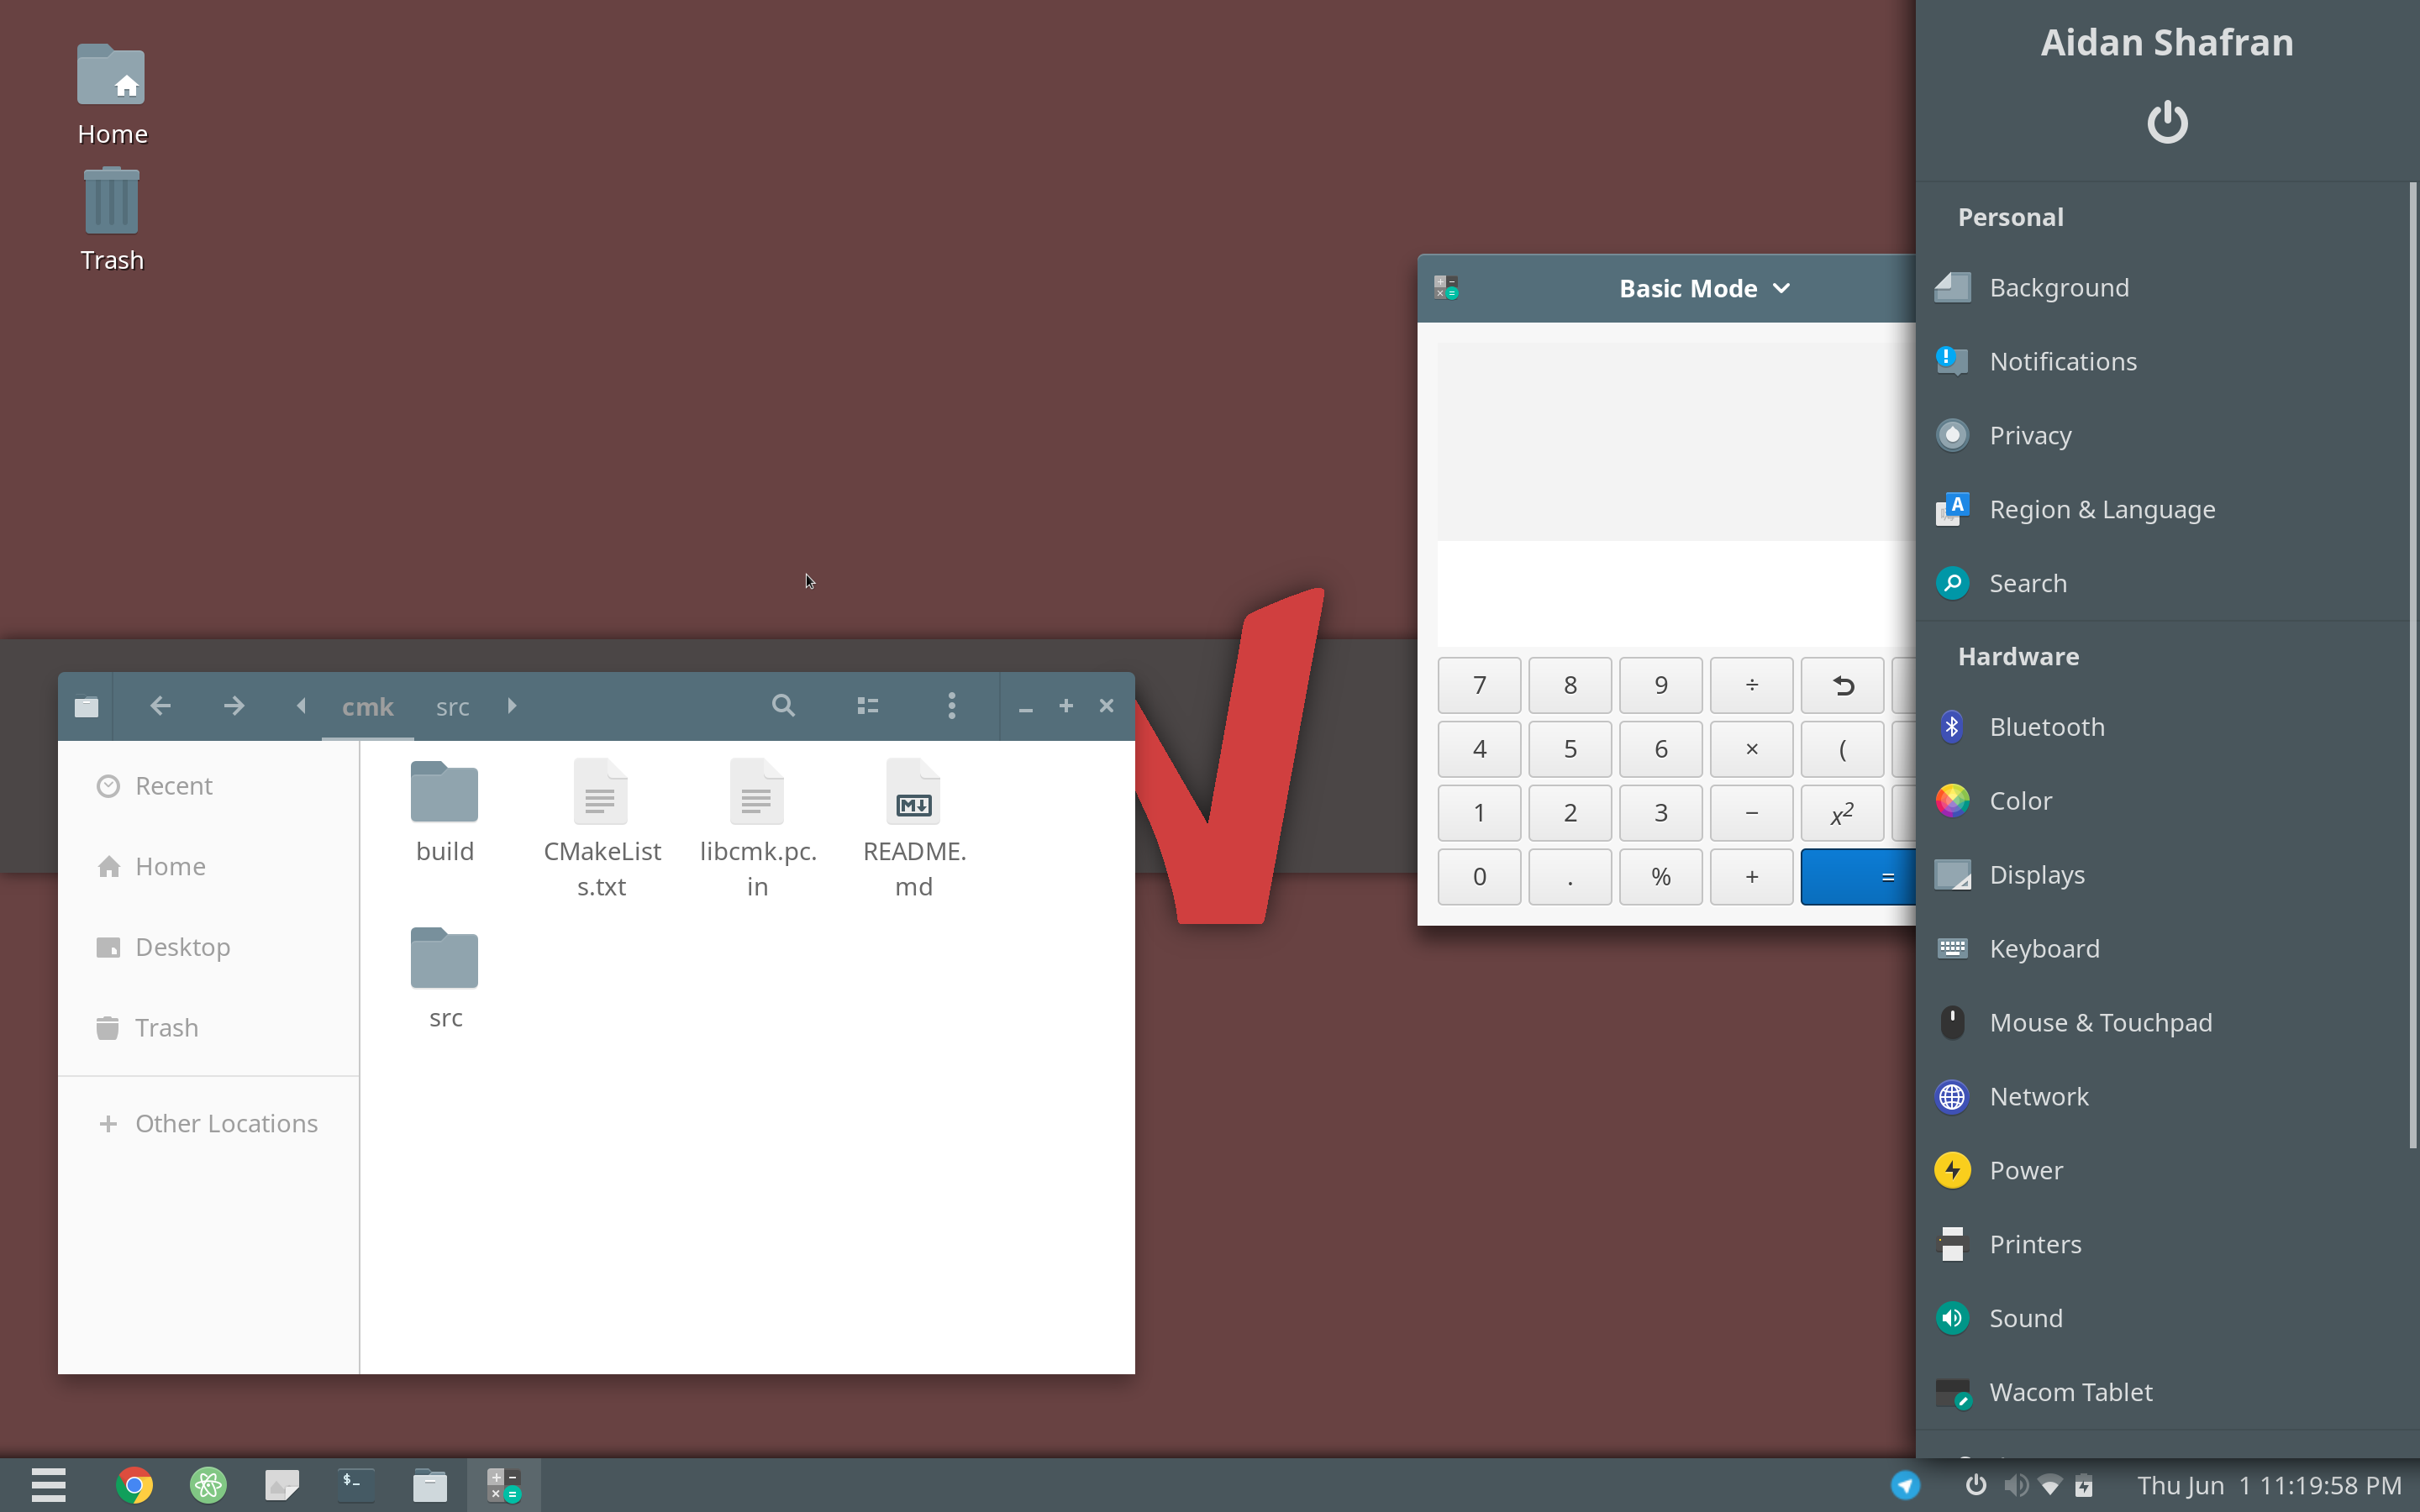 Home
Trash
cmk
src
Recent
Home
Desktop
Trash
Other Locations
build
CMakeList
s.txt
libcmk.pc.
in
README.
md
src
Basic Mode
7 8 9 ÷
4 5 6 × (
1 2 3 − x²
0 . % + =
Aidan Shafran
Personal
Background
Notifications
Privacy
A
Region & Language
Search
Hardware
Bluetooth
Color
Displays
Keyboard
Mouse & Touchpad
Network
Power
Printers
Sound
Wacom Tablet
$_
Thu Jun 1 11:19:58 PM